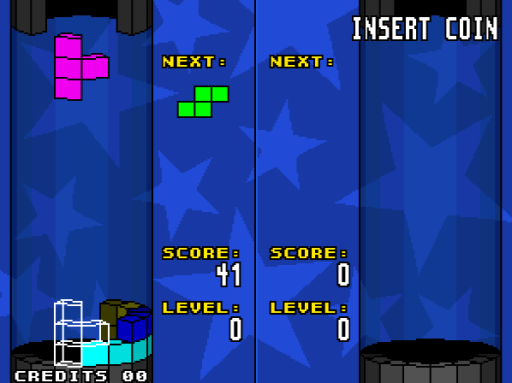 INSERT COIN
NEXT: NEXT:
SCORE: SCORE:
41 0
LEVEL: LEVEL:
0 0
CREDITS 00